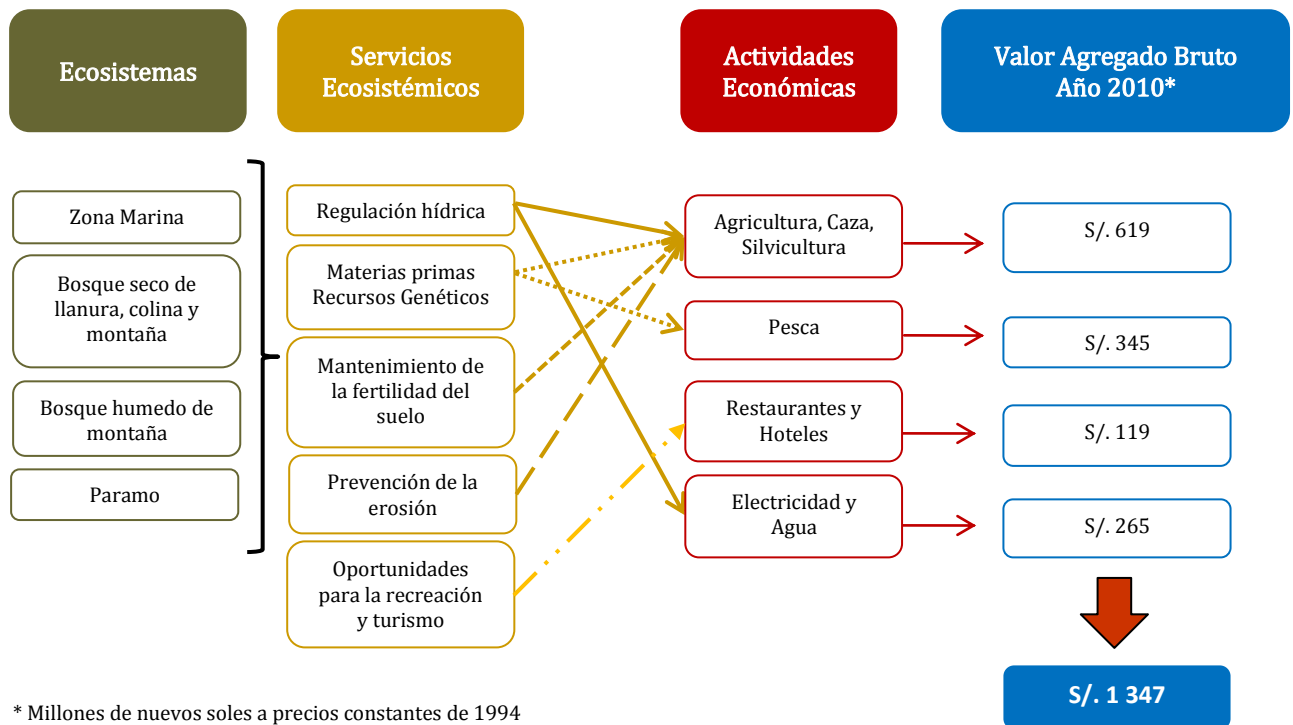 Ecosistemas
Servicios
Ecosistémicos
Actividades
Económicas
Valor Agregado Bruto
Año 2010*
Zona Marina
Bosque seco de
llanura, colina y
montaña
Bosque humedo de
montaña
Paramo
Regulación hídrica
Materias primas
Recursos Genéticos
Mantenimiento de
la fertilidad del
suelo
Prevención de la
erosión
Oportunidades
para la recreación
y turismo
Agricultura, Caza,
Silvicultura
Pesca
Restaurantes y
Hoteles
Electricidad y
Agua
S/. 619
S/. 345
S/. 119
S/. 265
S/. 1 347
* Millones de nuevos soles a precios constantes de 1994